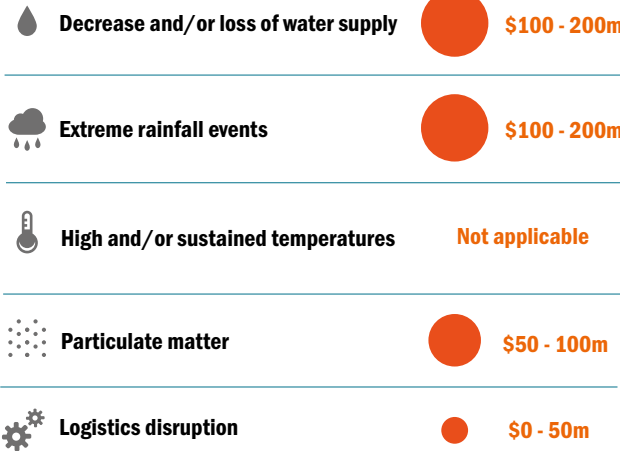 Decrease and/or loss of water supply $100 - 200m
Extreme rainfall events $100 - 200m
High and/or sustained temperatures Not applicable
Particulate matter $50 - 100m
Logistics disruption $0 - 50m